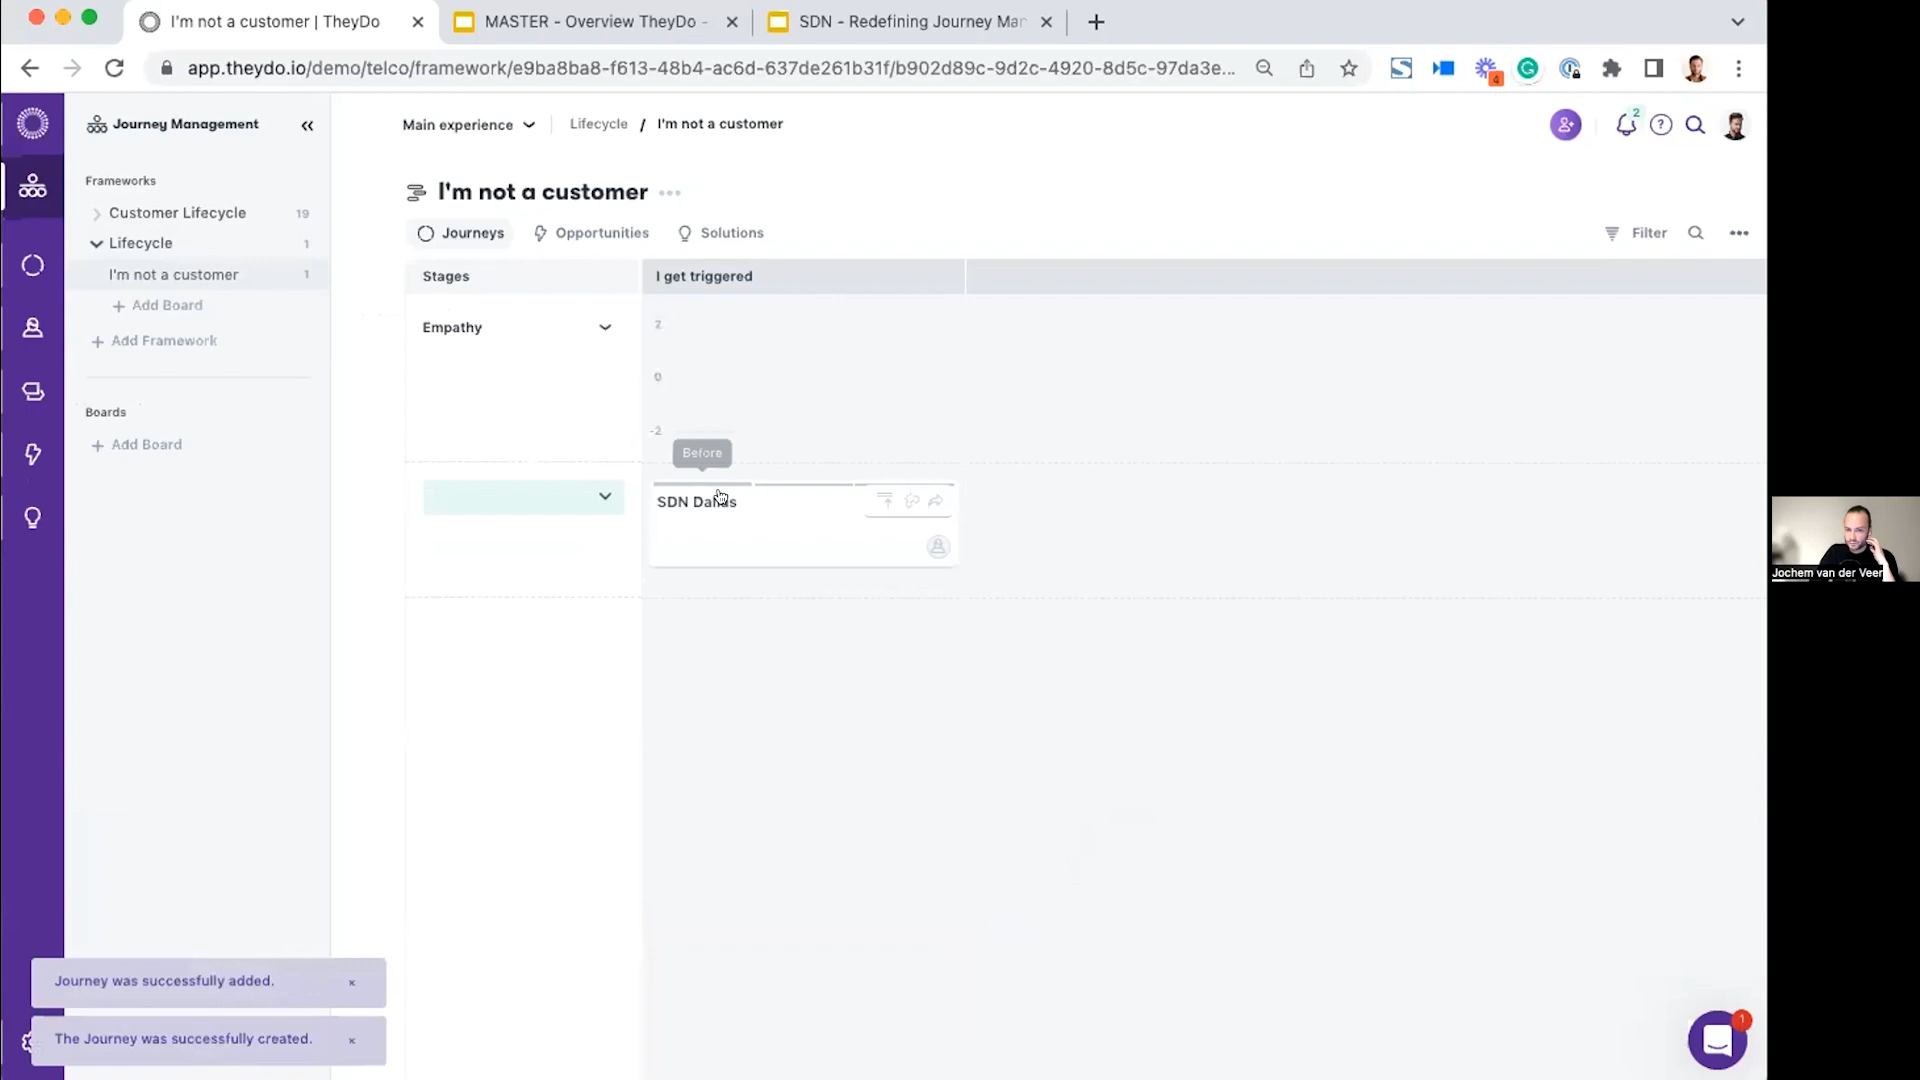 I'm not a customer | TheyDo
MASTER - Overview TheyDo -
SDN - Redefining Journey Mar
app.theydo.io/demo/telco/framework/e9ba8ba8-f613-48b4-ac6d-637de261b31f/b902d89c-9d2c-4920-8d5c-97da3e...
4
Journey Management
Main experience
Lifecycle / I'm not a customer
2
Frameworks
Customer Lifecycle 19
Lifecycle 1
I'm not a customer 1
+ Add Board
+ Add Framework
Boards
+ Add Board
I'm not a customer
Journeys
Opportunities
Solutions
Filter
Stages
I get triggered
Empathy
2
0
-2
Before
SDN
Jochem van der Veer
Journey was successfully added.
The Journey was successfully created.
1